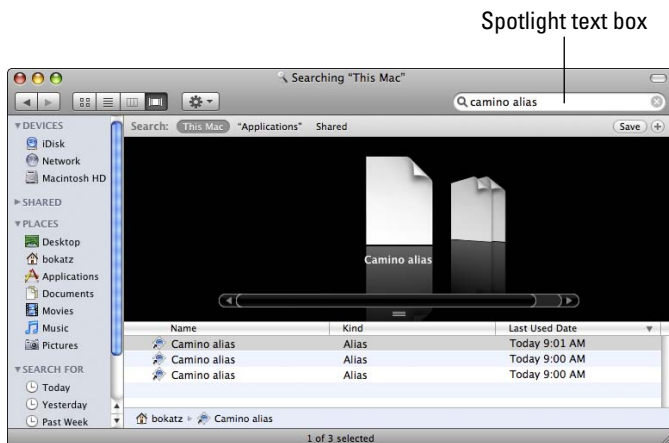 Spotlight text box
Searching "This Mac"
camino alias
Search: This Mac "Applications" Shared Save
DEVICES
iDisk
Network
Macintosh HD
SHARED
PLACES
Desktop
bokatz
Applications
Documents
Movies
Music
Pictures
SEARCH FOR
Today
Yesterday
Past Week
Camino alias
Name Kind Last Used Date
Camino alias Alias Today 9:01 AM
Camino alias Alias Today 9:00 AM
Camino alias Alias Today 9:00 AM
bokatz Camino alias
1 of 3 selected